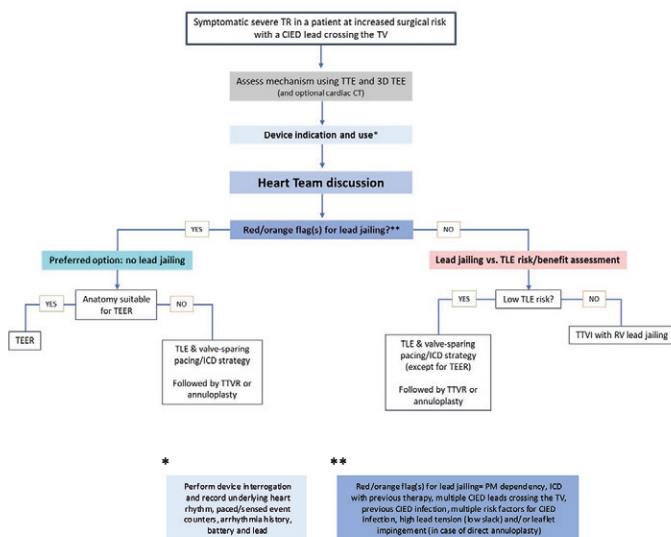 Symptomatic severe TR in a patient at increased surgical risk
with a CIED lead crossing the TV
Assess mechanism using TTE and 3D TEE
(and optional cardiac CT)
Device indication and use*
Heart Team discussion
YES
Red/orange flag(s) for lead jailing?**
NO
Preferred option: no lead jailing
Lead jailing vs. TLE risk/benefit assessment
YES
Anatomy suitable
for TEER
NO
YES
Low TLE risk?
NO
TEER
TLE & valve-sparing
pacing/ICD strategy
Followed by TTVR or
annuloplasty
TLE & valve-sparing
pacing/ICD strategy
(except for TEER)
Followed by TTVR or
annuloplasty
TTVI with RV lead jailing
*
Perform device interrogation
and record underlying heart
rhythm, paced/sensed event
counters, arrhythmia history,
battery and lead
**
Red/orange flag(s) for lead jailing= PM dependency, ICD
with previous therapy, multiple CIED leads crossing the TV,
previous CIED infection, multiple risk factors for CIED
infection, high lead tension (low slack) and/or leaflet
impingement (in case of direct annuloplasty)